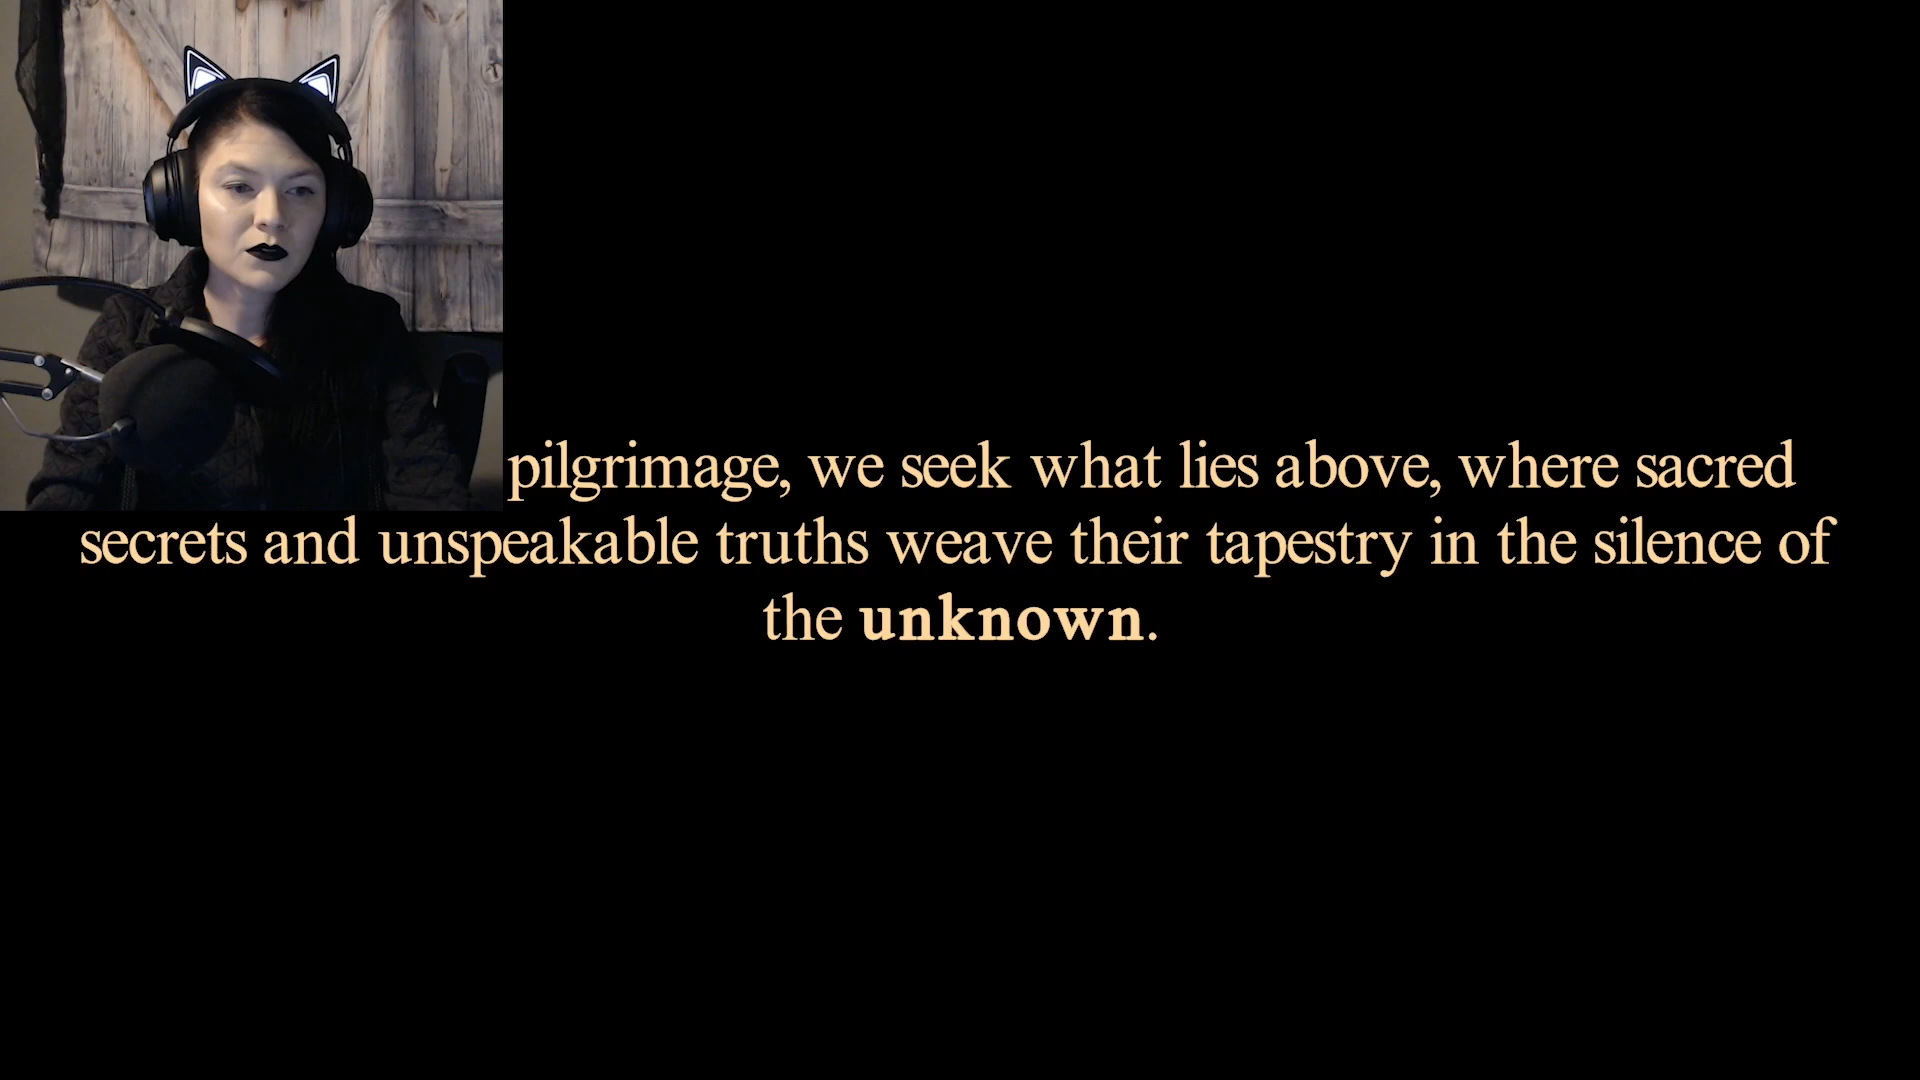 pilgrimage, we seek what lies above, where sacred
secrets and unspeakable truths weave their tapestry in the silence of
the unknown.